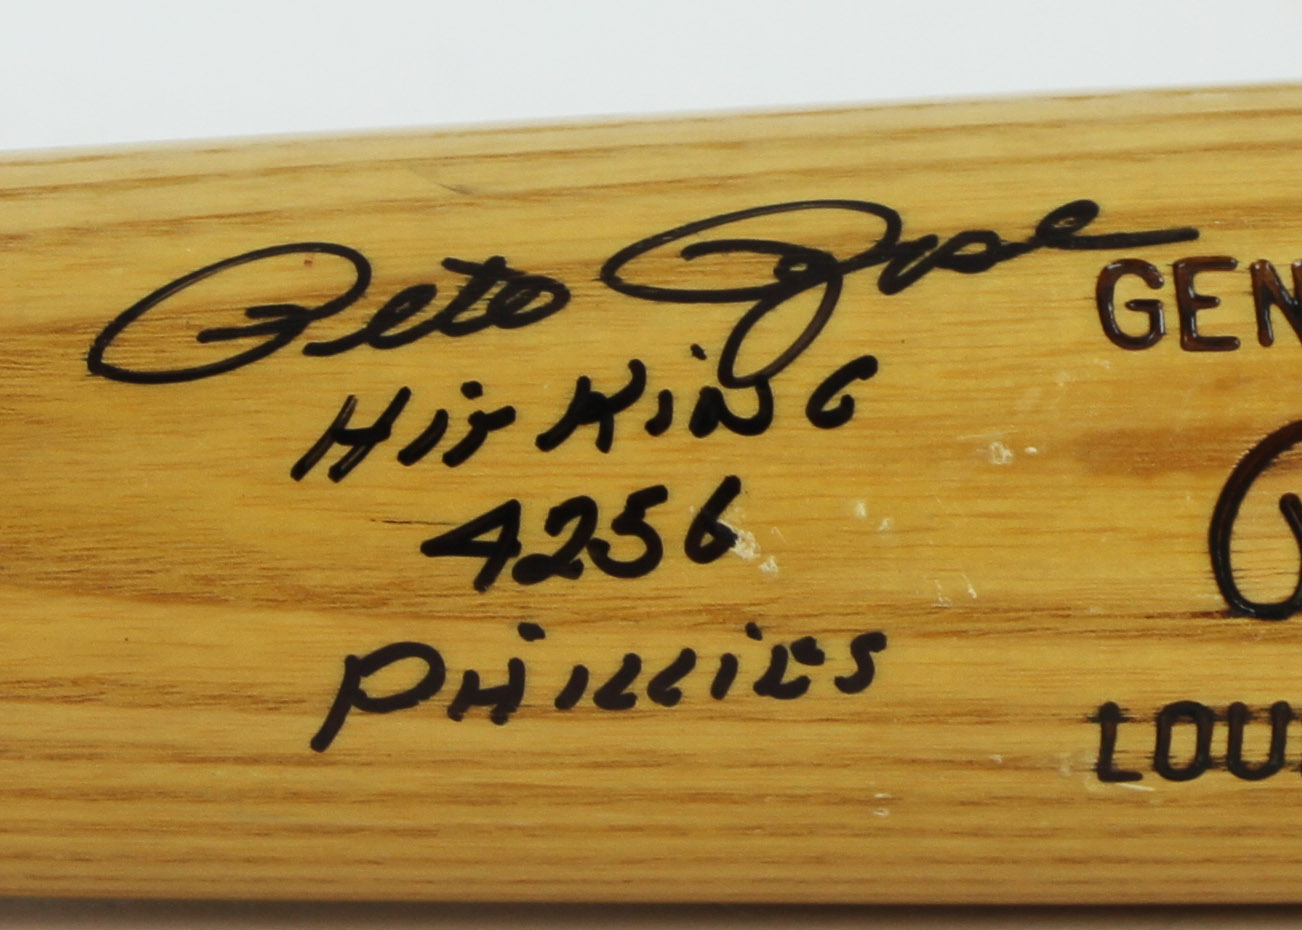 Pete Rose
Hit King
4256
Phillies
GEN
LOU